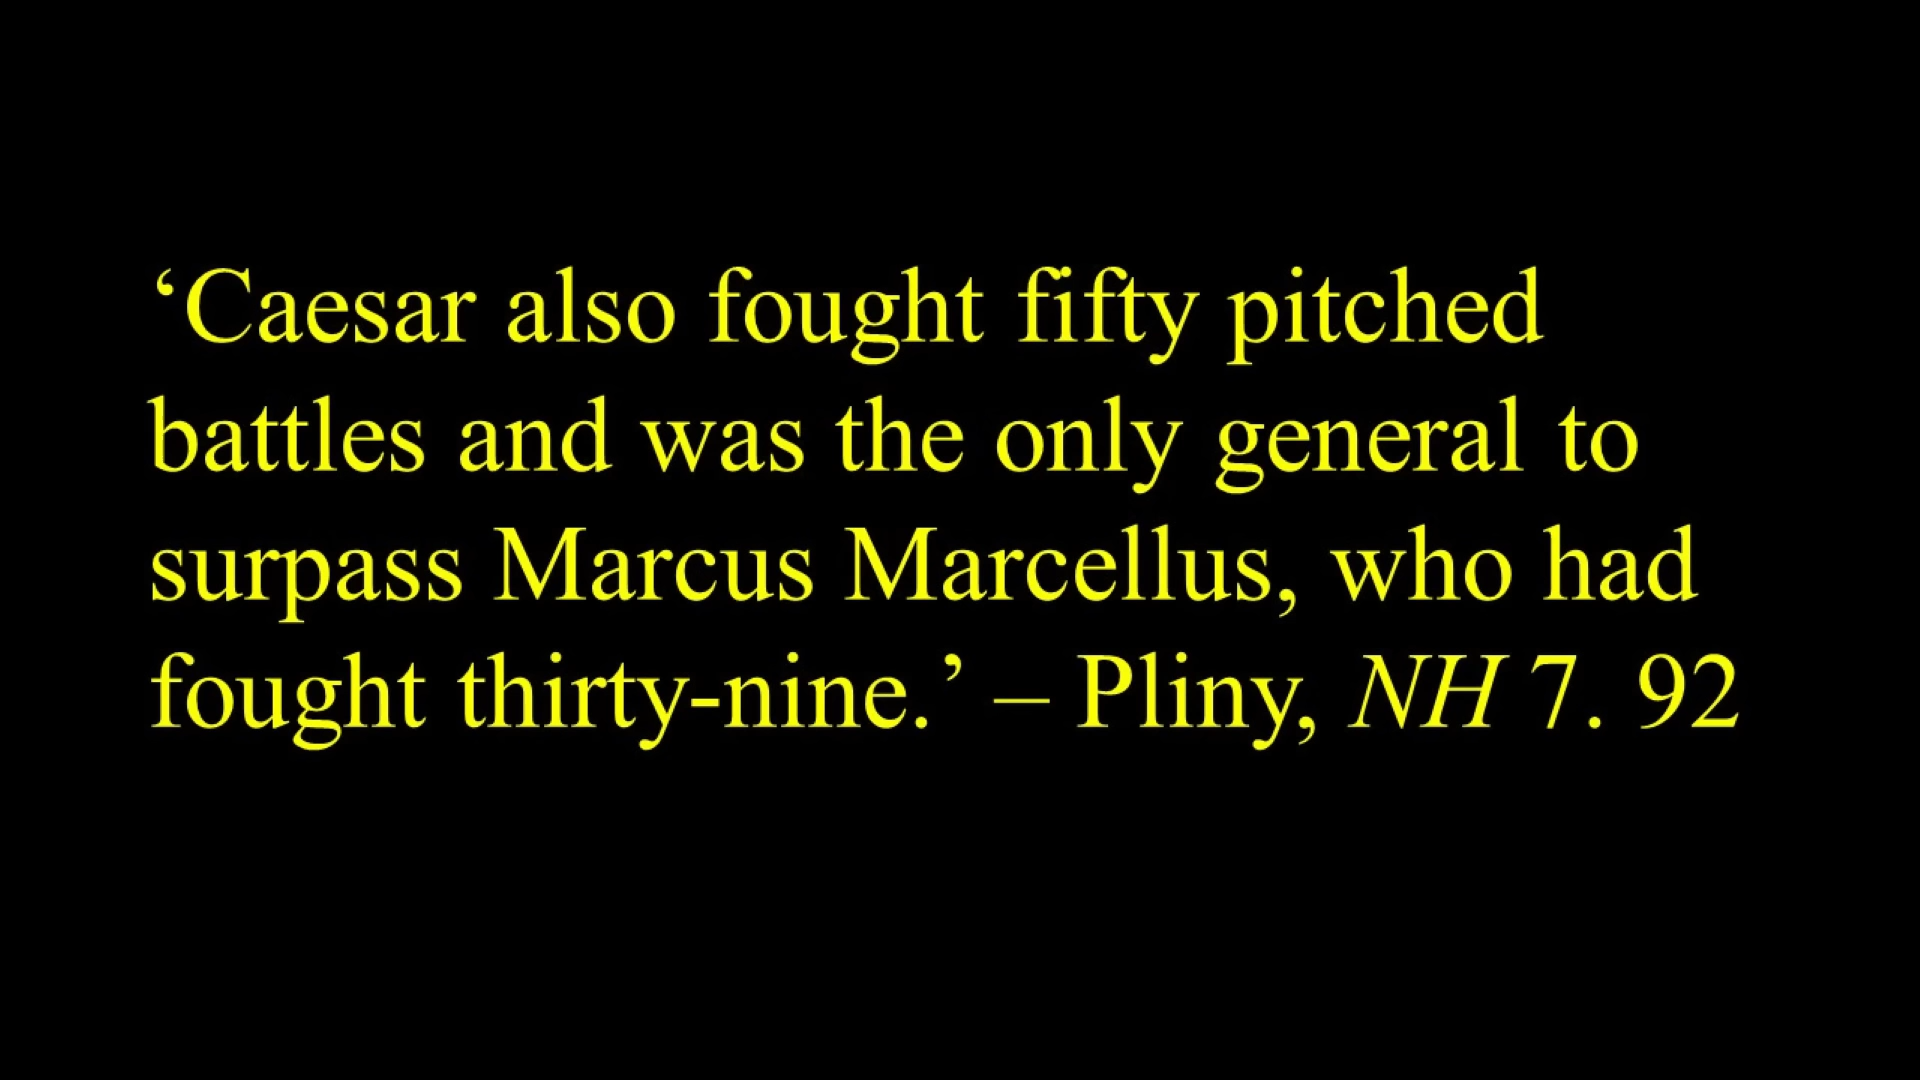 ‘Caesar also fought fifty pitched
battles and was the only general to
surpass Marcus Marcellus, who had
fought thirty-nine.’ – Pliny, NH 7. 92